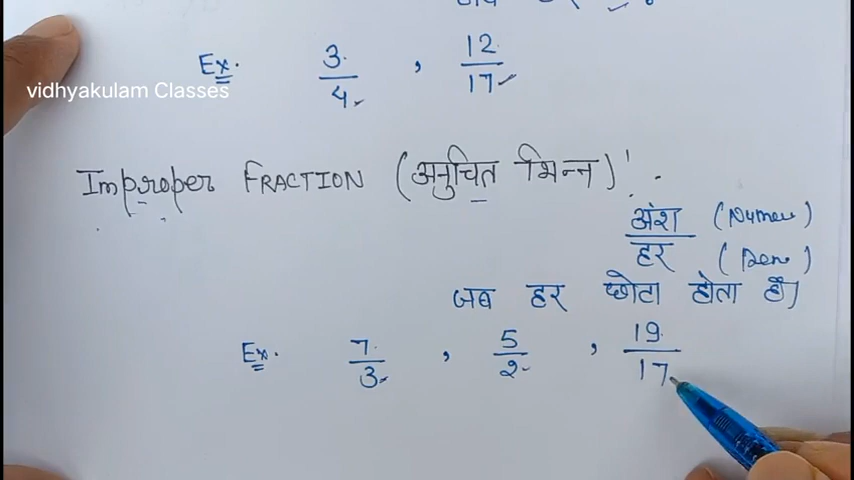 Ex. 3/4 , 12/17
vidhyakulam Classes
Improper FRACTION (अनुचित भिन्न)
अंश (Nume)
हर (Den)
जब हर छोटा होता है।
Ex. 7/3 , 5/2 , 19/17